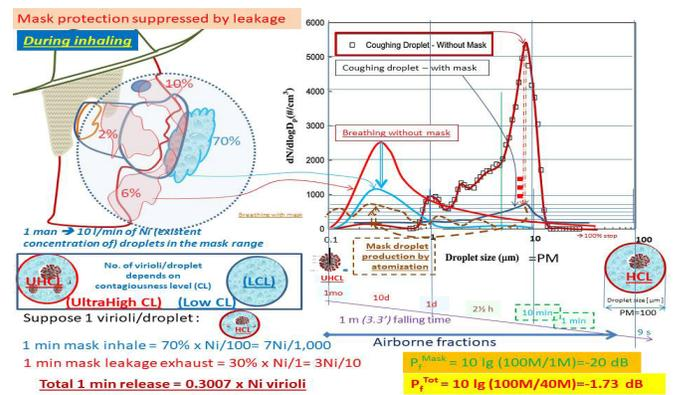 Mask protection suppressed by leakage
During inhaling
10%
2%
70%
6%
Breathing with mask
1 man ➔ 10 l/min of Ni (existent
concentration of) droplets in the mask range
UHCL
No. of virioli/droplet
depends on
contagiousness level (CL)
(LCL)
(UltraHigh CL)
(Low CL)
Suppose 1 virioli/droplet :
HCL
1 min mask inhale = 70% x Ni/100= 7Ni/1,000
1 min mask leakage exhaust = 30% x Ni/1= 3Ni/10
Total 1 min release = 0.3007 x Ni virioli
6000
5000
4000
3000
2000
1000
0
dN/dlogDp(#/cm³)
Coughing Droplet - Without Mask
Coughing droplet – with mask
Breathing without mask
0.1
1
10
100
→100% stop
Mask droplet
production by
atomization
Droplet size (µm)
=PM
UHCL
HCL
Droplet size [µm]
PM=100
1mo
10d
1d
2½ h
10 min
1 min
9 s
1 m (3.3') falling time
Airborne fractions
PfMask = 10 lg (100M/1M)=-20 dB
PfTot = 10 lg (100M/40M)=-1.73 dB